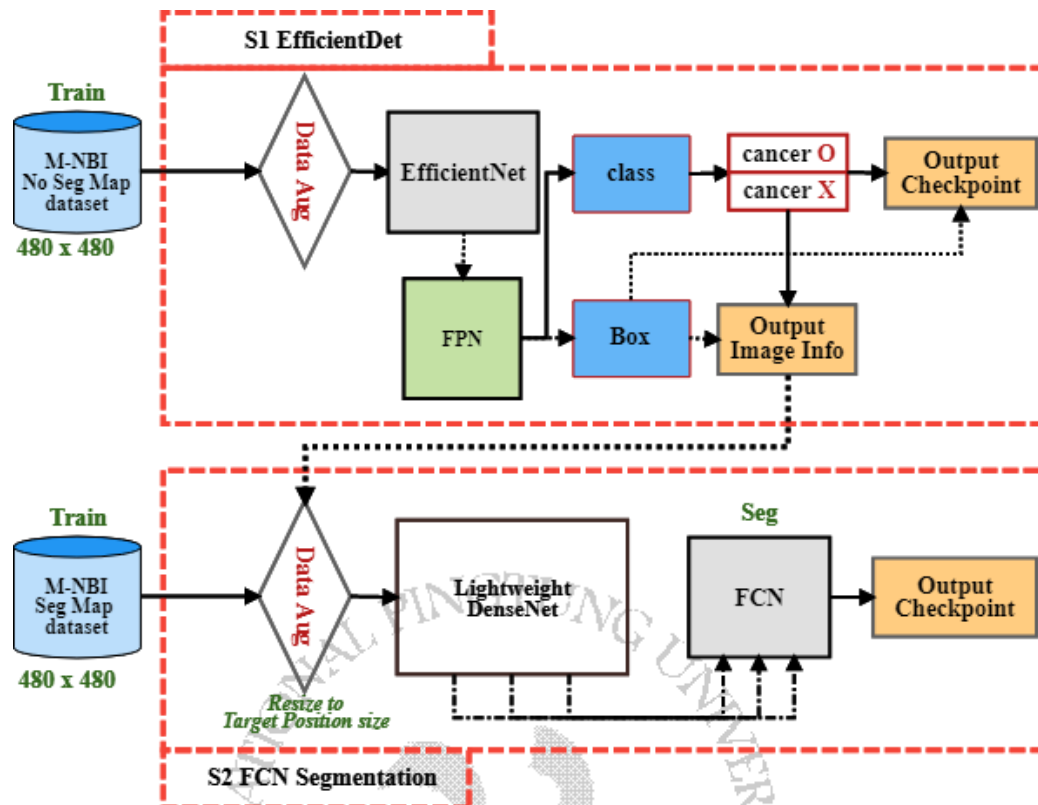 S1 EfficientDet
Train
M-NBI
No Seg Map
dataset
480 x 480
Data Aug
EfficientNet
FPN
class
Box
cancer O
cancer X
Output
Checkpoint
Output
Image Info
Train
M-NBI
Seg Map
dataset
480 x 480
Data Aug
Resize to
Target Position size
Lightweight
DenseNet
Seg
FCN
Output
Checkpoint
S2 FCN Segmentation